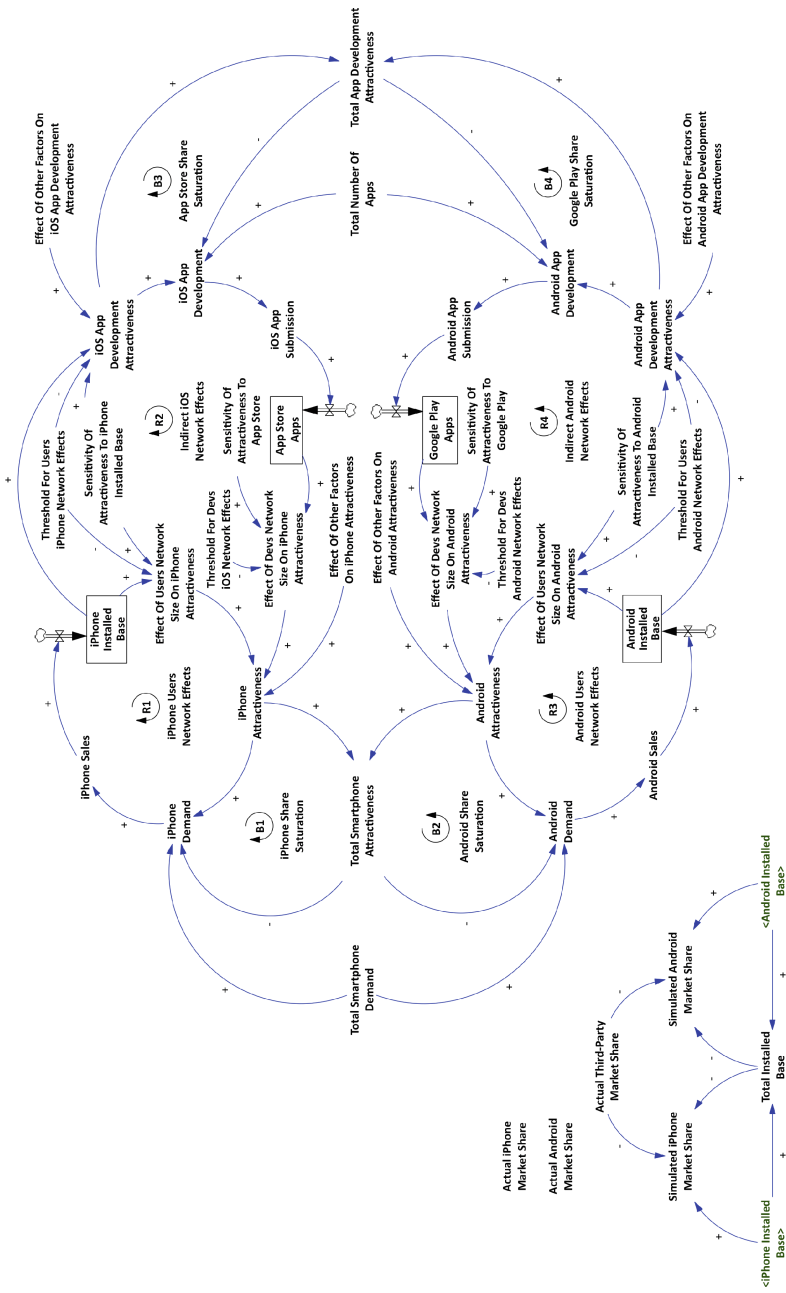 Effect Of Other Factors On
iOS App Development
Attractiveness
+
+
iOS App
Development
Attractiveness
+
iOS App
Development
+
B3
App Store Share
Saturation
-
+
Total App Development
Attractiveness
Total Number Of
Apps
+
-
B4
Google Play Share
Saturation
+
Effect Of Other Factors On
Android App Development
Attractiveness
+
Android App
Development
Attractiveness
+
Android App
Development
+
Android App
Submission
+
iOS App
Submission
+
+
Threshold For Users
iPhone Network Effects
-
+
Sensitivity Of
Attractiveness To iPhone
Installed Base
-
+
+
R2
Indirect iOS
Network Effects
Sensitivity Of
Attractiveness To
App Store
+
App Store
Apps
+
Threshold For Devs
iOS Network Effects
-
Effect Of Devs Network
Size On iPhone
Attractiveness
Effect Of Other Factors
On iPhone Attractiveness
Effect Of Other Factors On
Android Attractiveness
Google Play
Apps
+
Sensitivity Of
Attractiveness To
Google Play
+
Effect Of Devs Network
Size On Android
Attractiveness
Threshold For Devs
Android Network Effects
-
R4
Indirect Android
Network Effects
Sensitivity Of
Attractiveness To Android
Installed Base
+
+
Threshold For Users
Android Network Effects
-
-
+
iPhone
Installed
Base
Effect Of Users Network
Size On iPhone
Attractiveness
+
+
+
iPhone
Attractiveness
R1
iPhone Users
Network Effects
+
iPhone Sales
+
iPhone
Demand
+
B1
iPhone Share
Saturation
+
Total Smartphone
Attractiveness
+
Android
Attractiveness
+
+
+
Effect Of Users Network
Size On Android
Attractiveness
+
Android
Installed
Base
R3
Android Users
Network Effects
+
Android Sales
+
Android
Demand
+
B2
Android Share
Saturation
-
-
Total Smartphone
Demand
+
+
Actual iPhone
Market Share
Actual Android
Market Share
Actual Third-Party
Market Share
-
-
Simulated iPhone
Market Share
Simulated Android
Market Share
-
-
Total Installed
Base
<iPhone Installed
Base>
+
+
<Android Installed
Base>
+
+